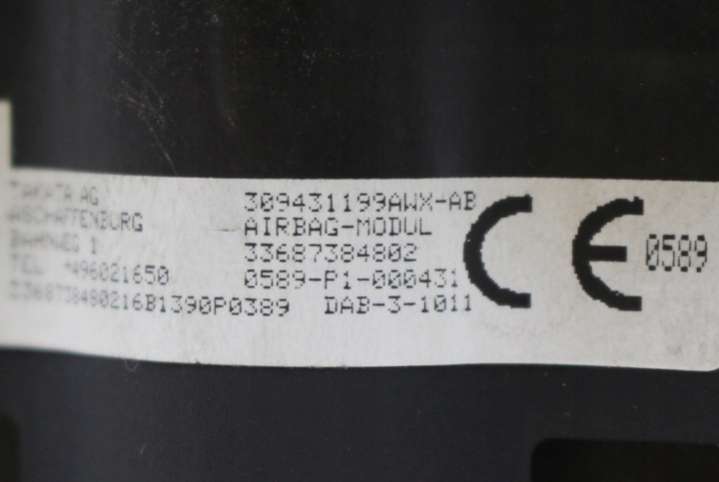 TAKATA AG
ASCHAFFENBURG
BAHNWEG 1
TEL *496021650
3368738480216B1390P0389
309431199AWX-AB
AIRBAG-MODUL
33687384802
0589-P1-000431
DAB-3-1011
CE 0589